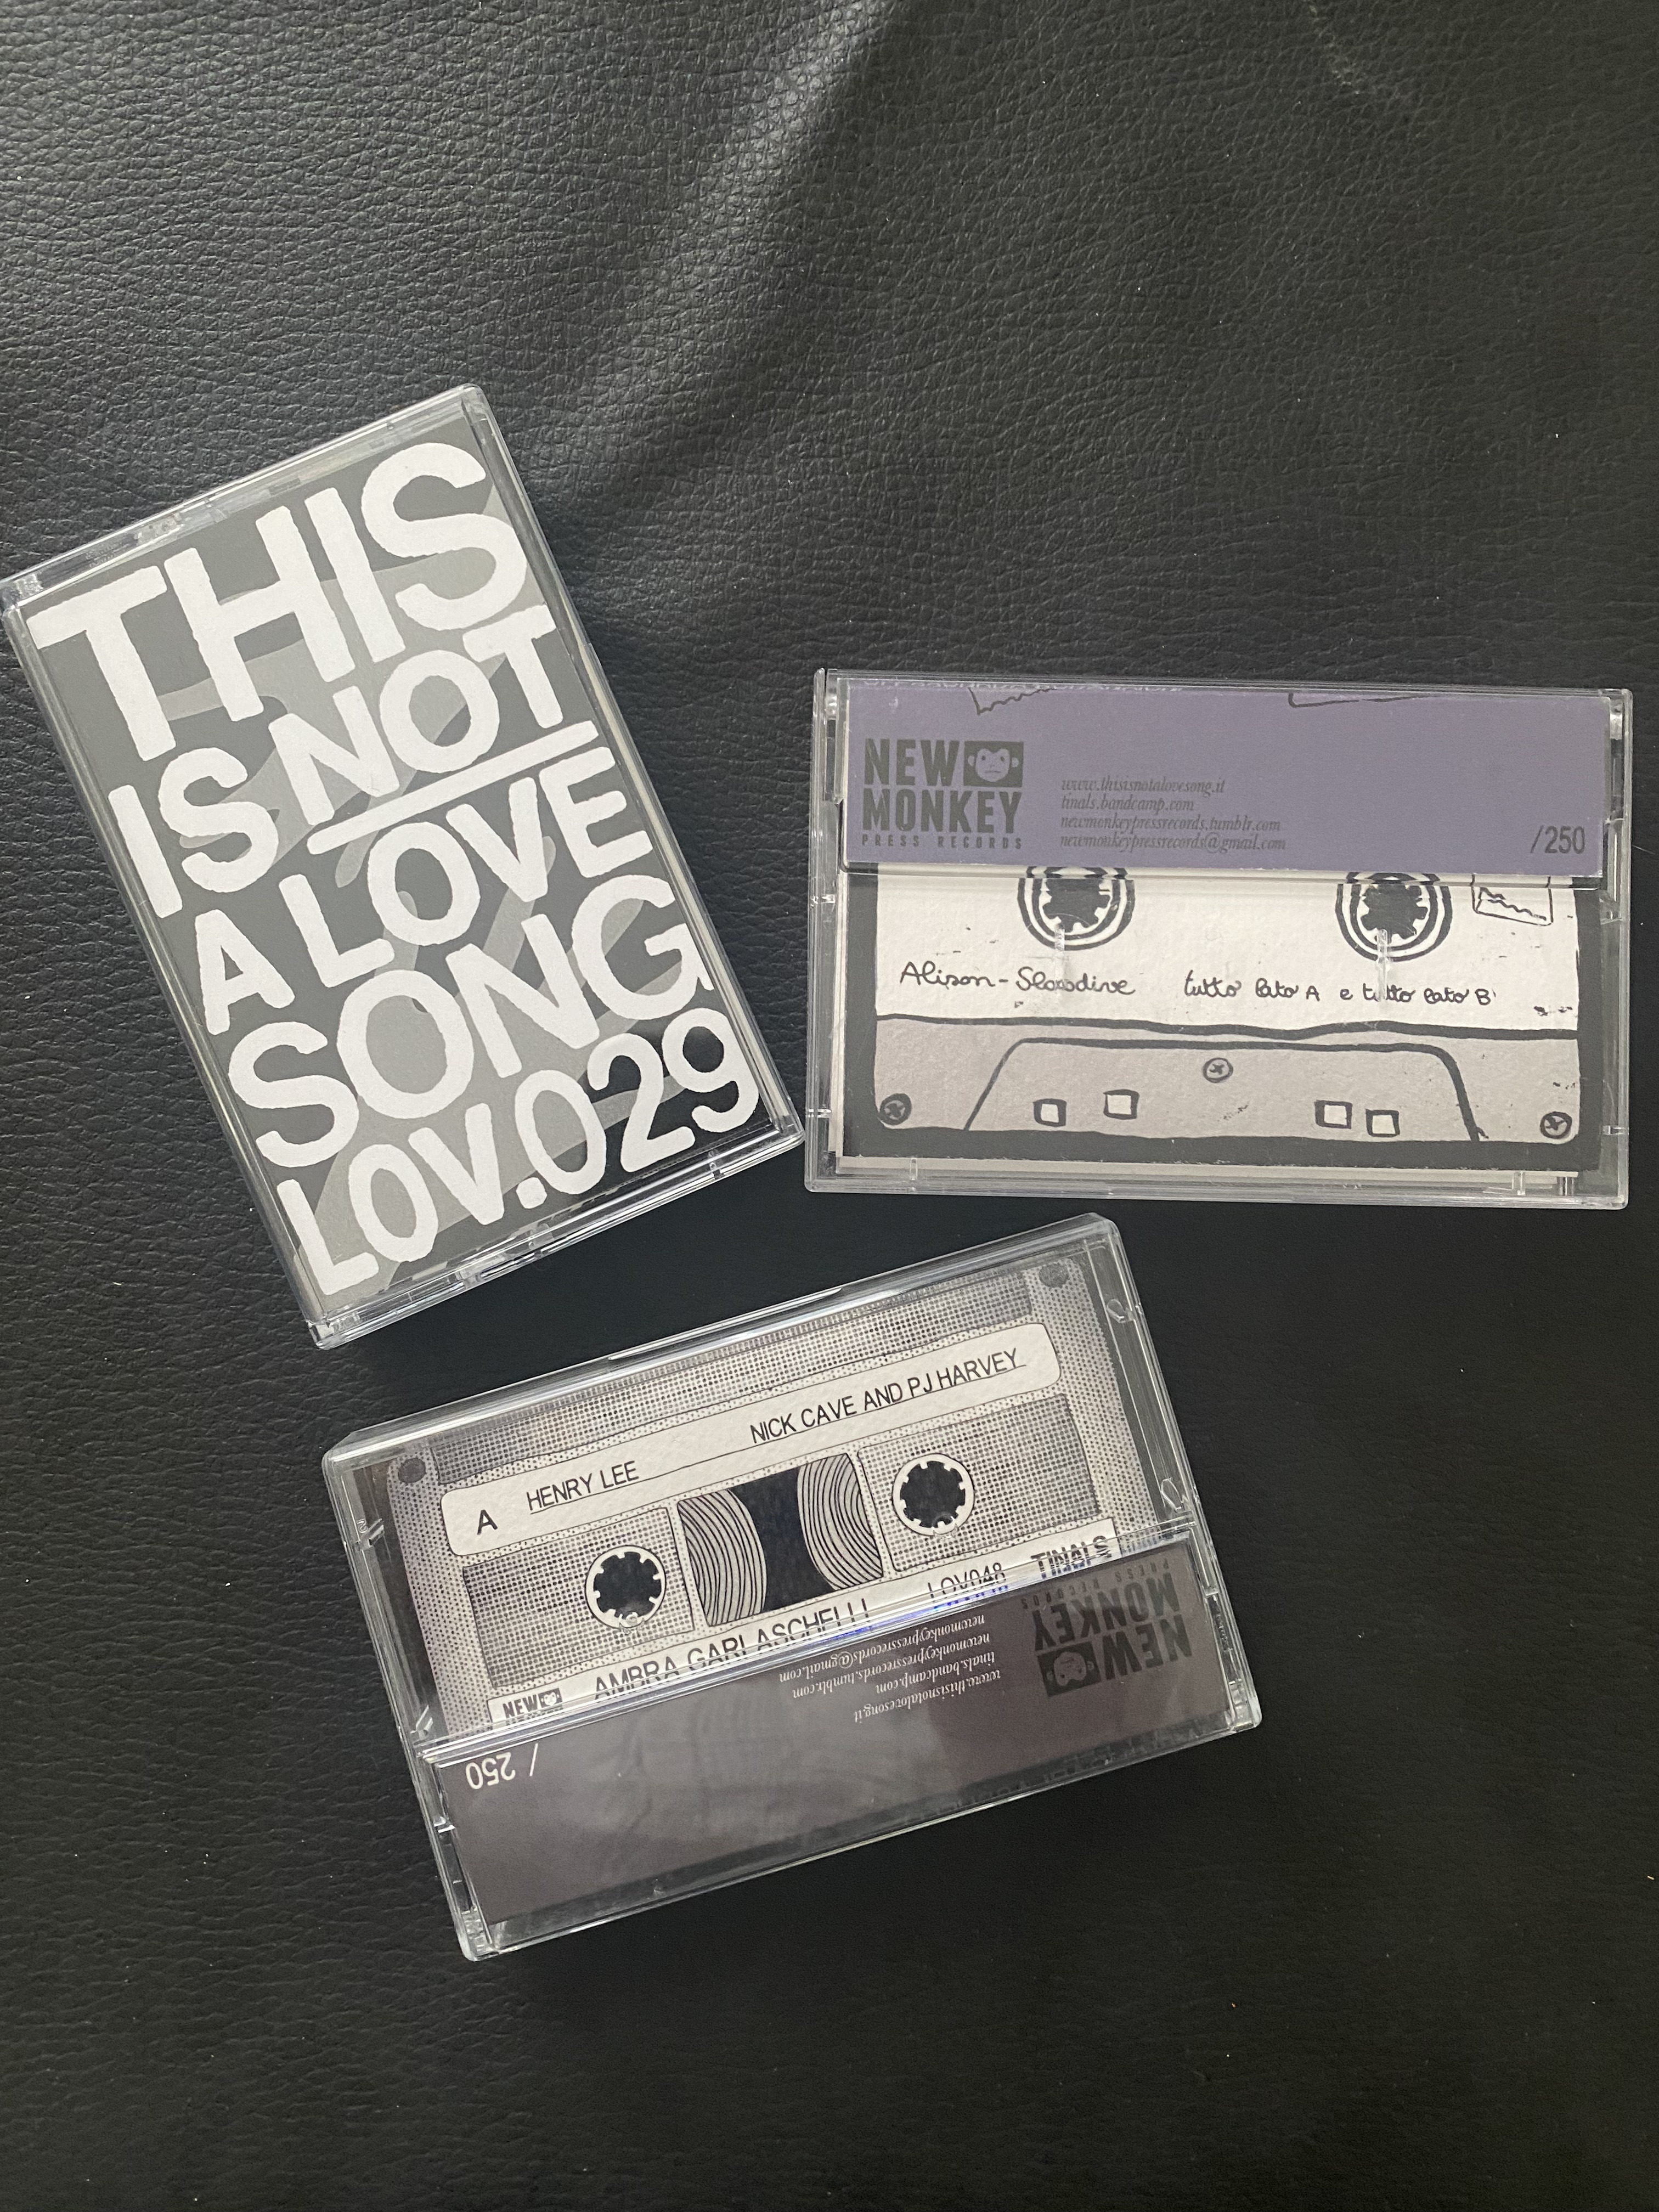 THIS
IS NOT
A LOVE
SONG
LOV.029
NEW
MONKEY
PRESS RECORDS
www.thisisnotalovesong.it
tinals.bandcamp.com
newmonkeypressrecords.tumblr.com
newmonkeypressrecords@gmail.com
/250
Alison - Slowdive tutto lato A e tutto lato B
A HENRY LEE NICK CAVE AND PJ HARVEY
NEW AMBRA GARLASCHELLI LOV048 TINALS
NEW
MONKEY
PRESS RECORDS
www.thisisnotalovesong.it
tinals.bandcamp.com
newmonkeypressrecords.tumblr.com
newmonkeypressrecords@gmail.com
/ 250